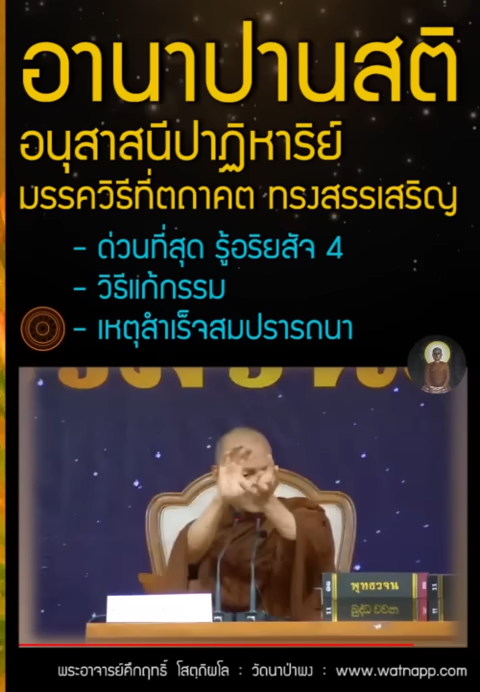 อานาปานสติ
อนุสาสนีปาฏิหาริย์
มรรควิธีที่ตถาคต ทรงสรรเสริญ
- ด่วนที่สุด รู้อริยสัจ 4
- วิธีแก้กรรม
- เหตุสำเร็จสมปรารถนา
พุทธวจน
พระอาจารย์คึกฤทธิ์ โสตฺถิผโล : วัดนาป่าพง : www.watnapp.com